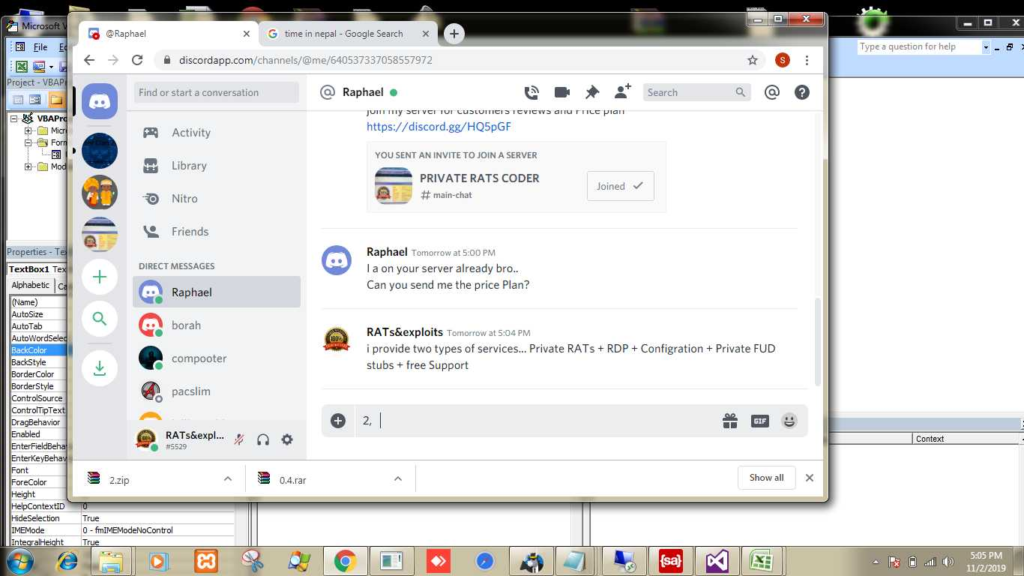 Microsoft V
@Raphael
time in nepal - Google Search
discordapp.com/channels/@me/640537337058557972
S
File
Type a question for help
Project - VBAPro
VBAPro
Micro
Form
Mod
Find or start a conversation
Activity
Library
Nitro
Friends
DIRECT MESSAGES
Raphael
borah
compooter
pacslim
RATs&expl...
#5529
@ Raphael
Search
join my server for customers reviews and Price plan
https://discord.gg/HQ5pGF
YOU SENT AN INVITE TO JOIN A SERVER
PRIVATE RATS CODER
# main-chat
Joined
Raphael Tomorrow at 5:00 PM
I a on your server already bro..
Can you send me the price Plan?
RATs&exploits Tomorrow at 5:04 PM
i provide two types of services... Private RATs + RDP + Configration + Private FUD
stubs + free Support
2,
GIF
Properties - Tex
TextBox1 Tex
Alphabetic
(Name)
AutoSize
AutoTab
AutoWordSelec
BackColor
BackStyle
BorderColor
BorderStyle
ControlSource
ControlTipText
DragBehavior
Enabled
EnterFieldBeha
EnterKeyBehav
Font
ForeColor
Height
HelpContextID 0
HideSelection True
IMEMode 0 - fmIMEModeNoControl
IntegralHeight True
Context
2.zip
0.4.rar
Show all
{sa}
5:05 PM
11/2/2019